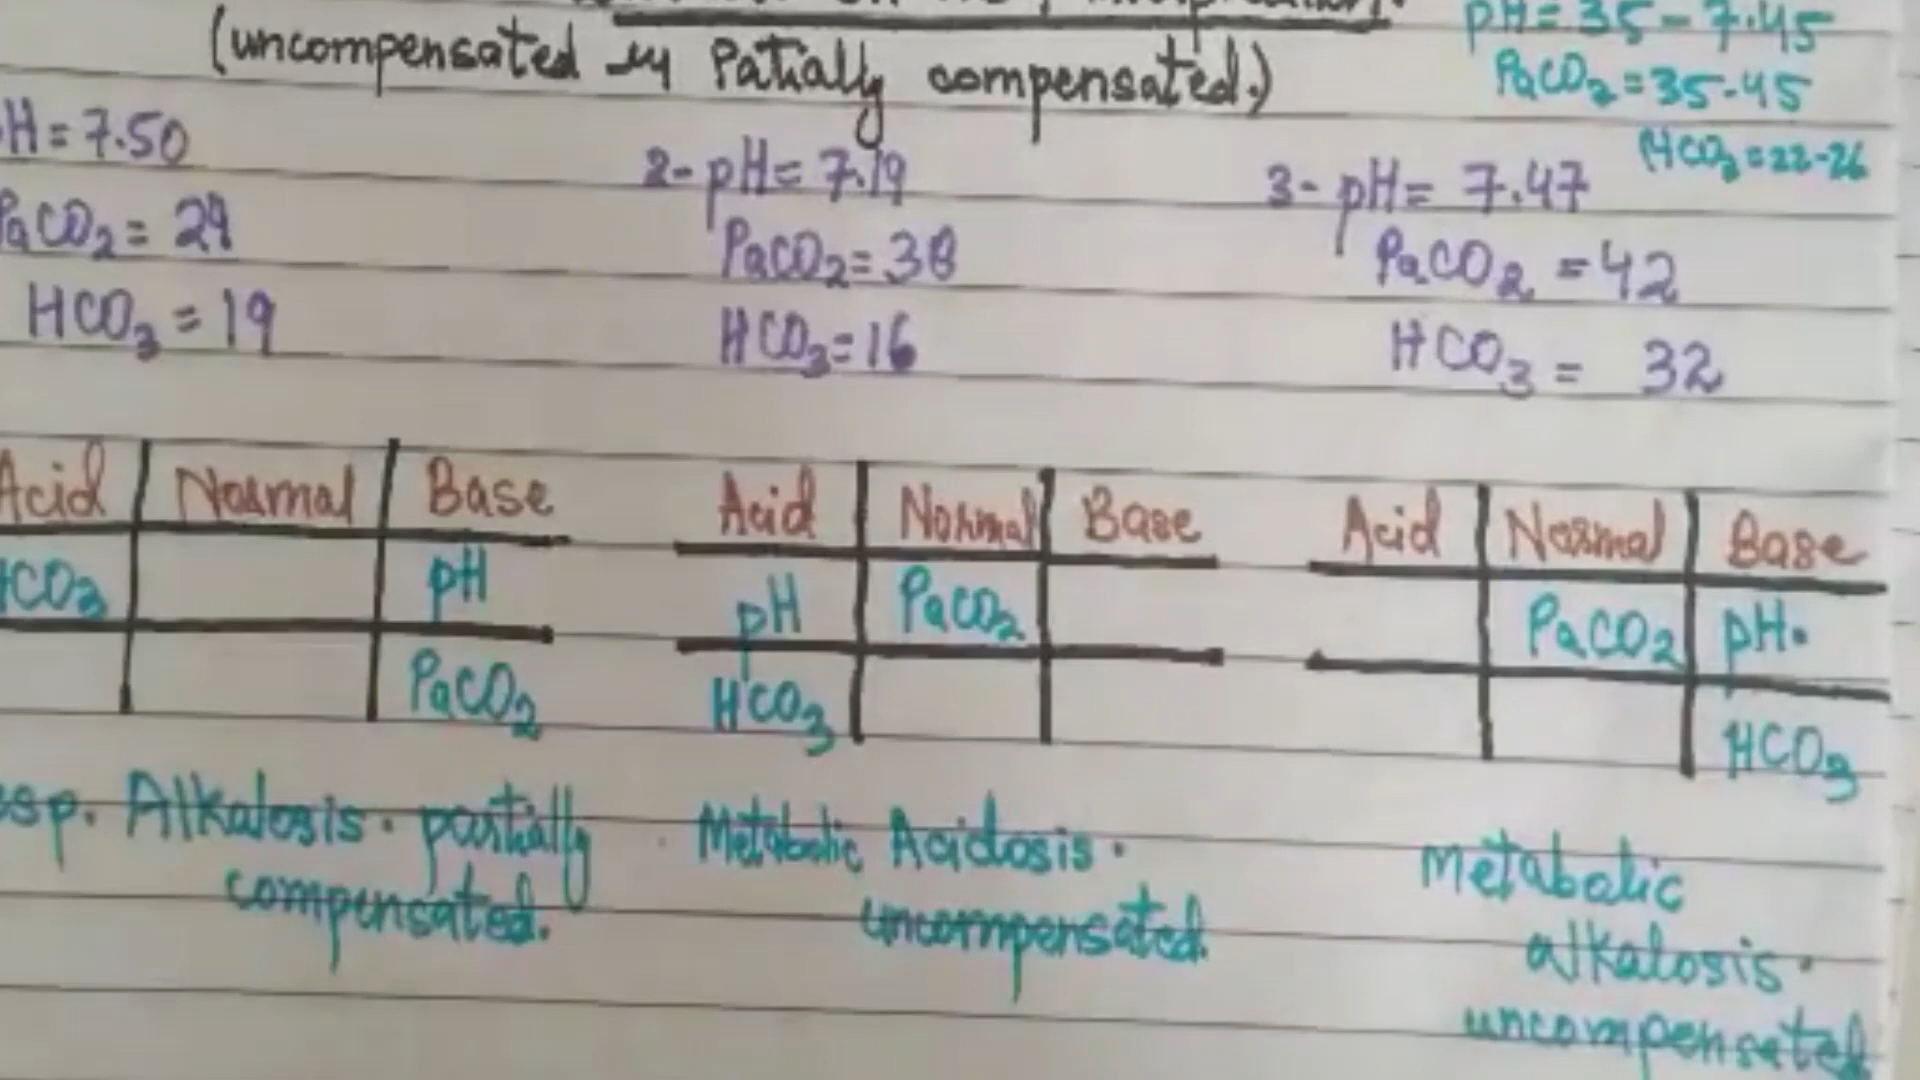 (uncompensated Patially compensated.)
pH = 35 - 7.45
PaCO2 = 35-45
HCO3 = 22-26
H = 7.50
PaCO2 = 29
HCO3 = 19
2- pH = 7.19
PaCO2 = 38
HCO3 = 16
3- pH = 7.47
PaCO2 = 42
HCO3 = 32
Acid Normal Base
HCO3 pH
PaCO2
Acid Normal Base
pH PaCO2
HCO3
Acid Normal Base
PaCO2 pH.
HCO3
esp. Alkalosis. partially
compensated.
Metabolic Acidosis.
uncompensated.
Metabolic
alkalosis.
uncompensated